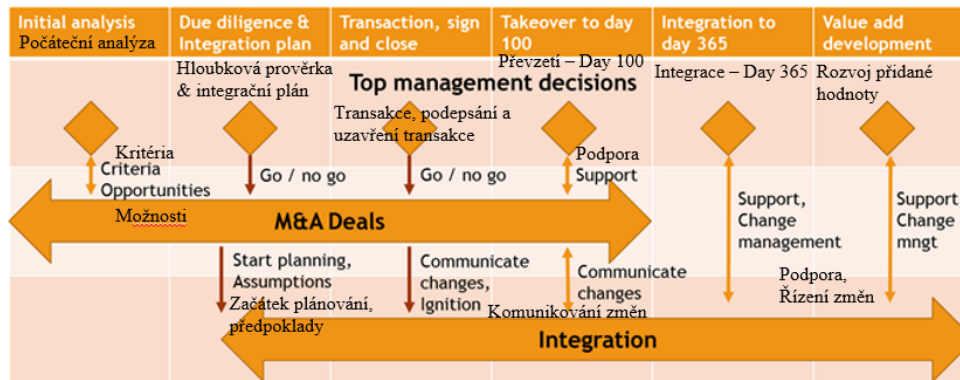 Initial analysis
Počáteční analýza
Due diligence &
Integration plan
Transaction, sign
and close
Takeover to day
100
Integration to
day 365
Value add
development
Hloubková prověrka
& integrační plán
Převzetí – Day 100
Top management decisions
Integrace – Day 365
Rozvoj přidané
hodnoty
Transakce, podepsání a
uzavření transakce
Kritéria
Criteria
Opportunities
Možnosti
Go / no go
Go / no go
Podpora
Support
M&A Deals
Support,
Change
management
Support
Change
mngt
Start planning,
Assumptions
Začátek plánování,
předpoklady
Communicate
changes,
Ignition
Communicate
changes
Komunikování změn
Podpora,
Řízení změn
Integration